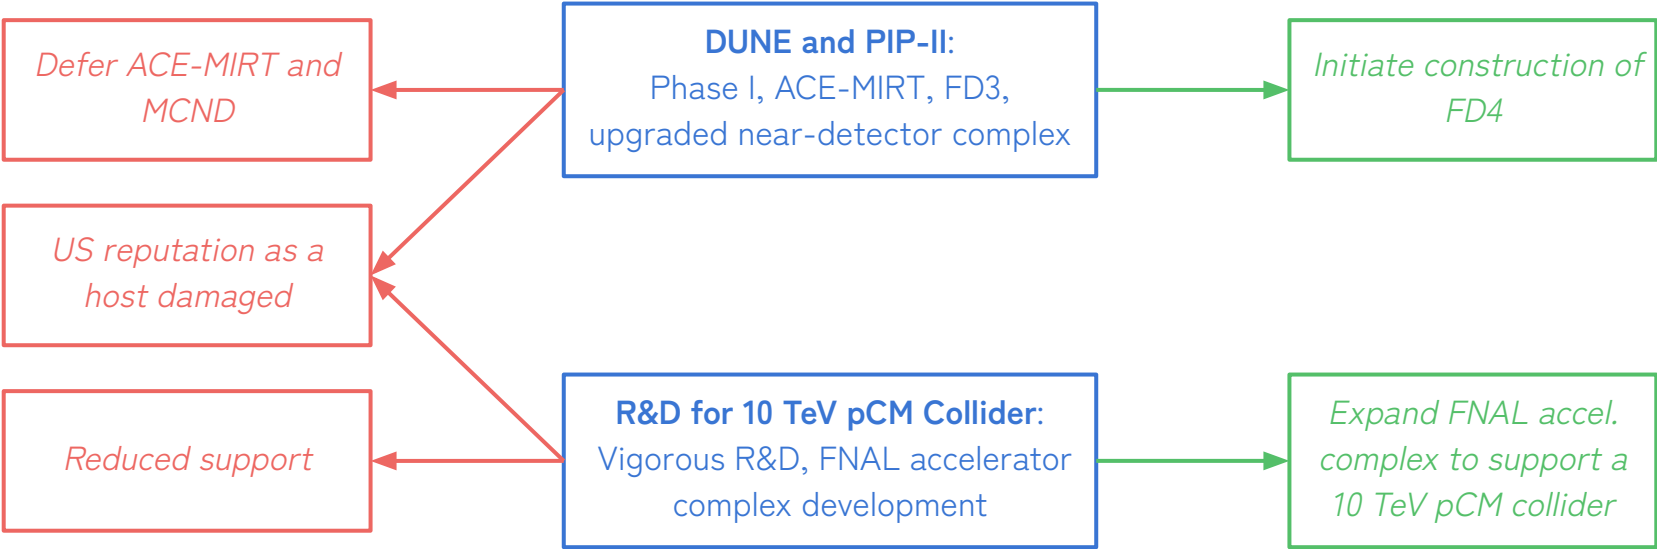 Defer ACE-MIRT and
MCND
DUNE and PIP-II:
Phase I, ACE-MIRT, FD3,
upgraded near-detector complex
Initiate construction of
FD4
US reputation as a
host damaged
Reduced support
R&D for 10 TeV pCM Collider:
Vigorous R&D, FNAL accelerator
complex development
Expand FNAL accel.
complex to support a
10 TeV pCM collider